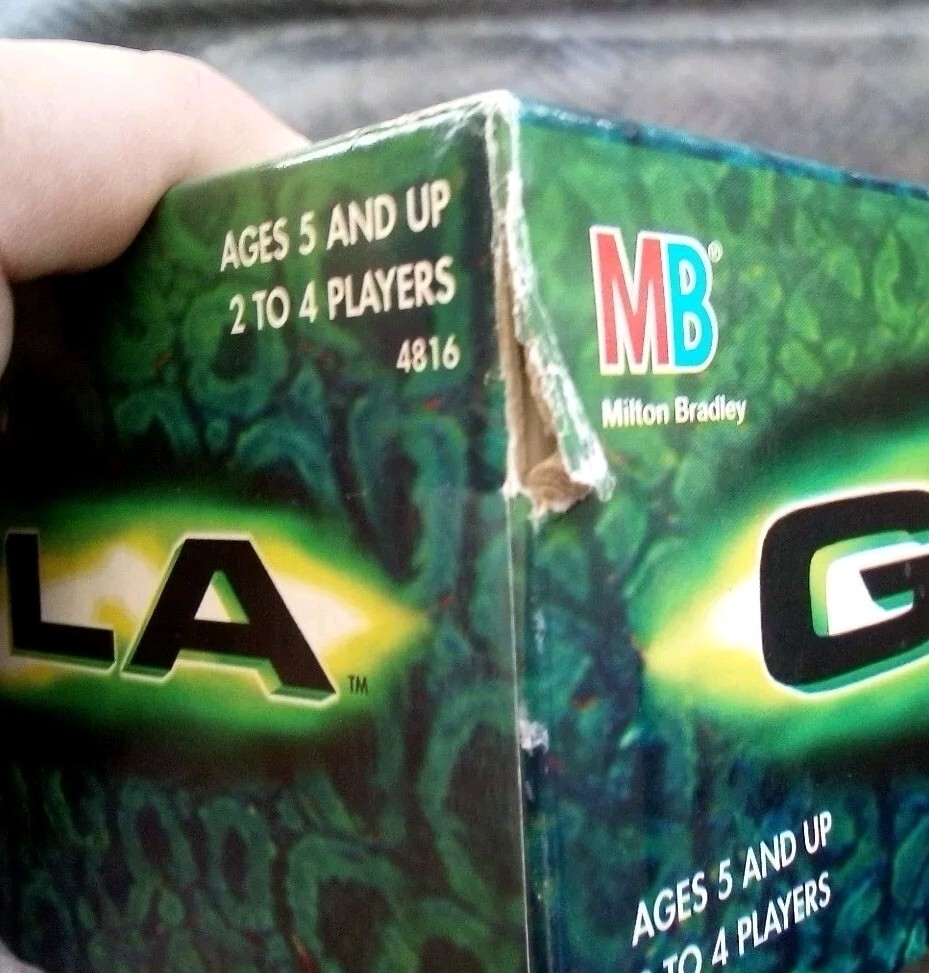 AGES 5 AND UP
2 TO 4 PLAYERS
4816
LA™
MB®
Milton Bradley
G
AGES 5 AND UP
TO 4 PLAYERS